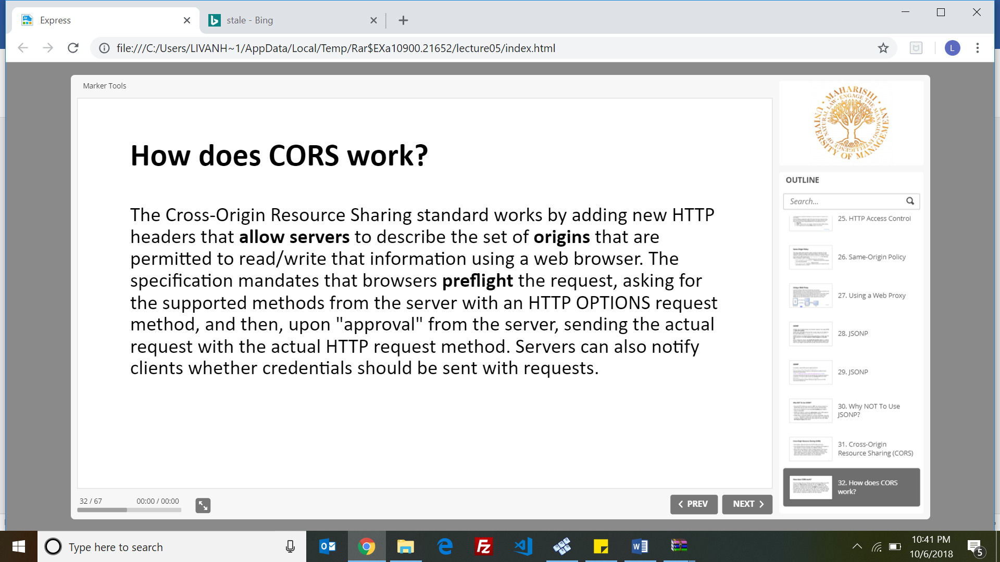 Express
stale - Bing
file:///C:/Users/LIVANH~1/AppData/Local/Temp/Rar$EXa10900.21652/lecture05/index.html
L
Marker Tools
How does CORS work?
The Cross-Origin Resource Sharing standard works by adding new HTTP
headers that allow servers to describe the set of origins that are
permitted to read/write that information using a web browser. The
specification mandates that browsers preflight the request, asking for
the supported methods from the server with an HTTP OPTIONS request
method, and then, upon "approval" from the server, sending the actual
request with the actual HTTP request method. Servers can also notify
clients whether credentials should be sent with requests.
32 / 67
00:00 / 00:00
PREV
NEXT
MAHARISHI
UNIVERSITY OF MANAGEMENT
OUTLINE
Search...
25. HTTP Access Control
26. Same-Origin Policy
27. Using a Web Proxy
28. JSONP
29. JSONP
30. Why NOT To Use
JSONP?
31. Cross-Origin
Resource Sharing (CORS)
32. How does CORS
work?
Type here to search
10:41 PM
10/6/2018
5